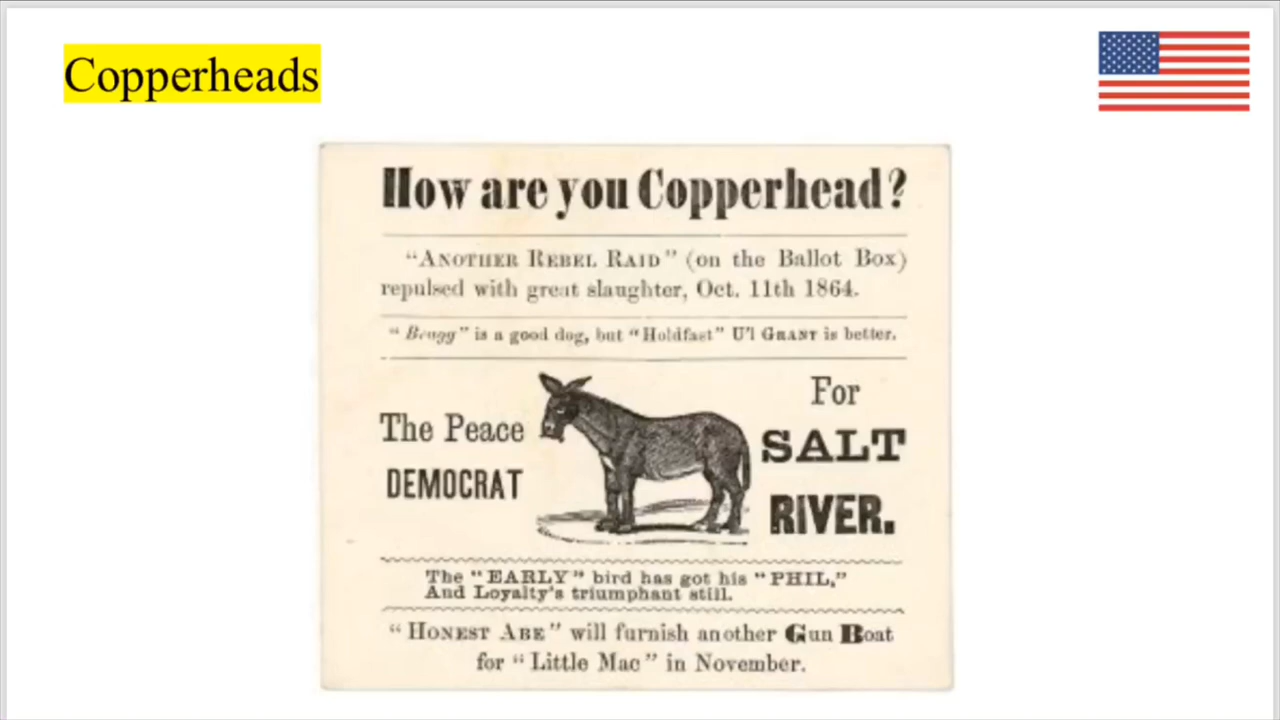 Copperheads
How are you Copperhead?
"ANOTHER REBEL RAID" (on the Ballot Box)
repulsed with great slaughter, Oct. 11th 1864.
"Bragg" is a good dog, but "Holdfast" U'l GRANT is better.
The Peace
DEMOCRAT
For
SALT
RIVER.
The "EARLY" bird has got his "PHIL,"
And Loyalty's triumphant still.
"HONEST ABE" will furnish another Gun Boat
for "Little Mac" in November.